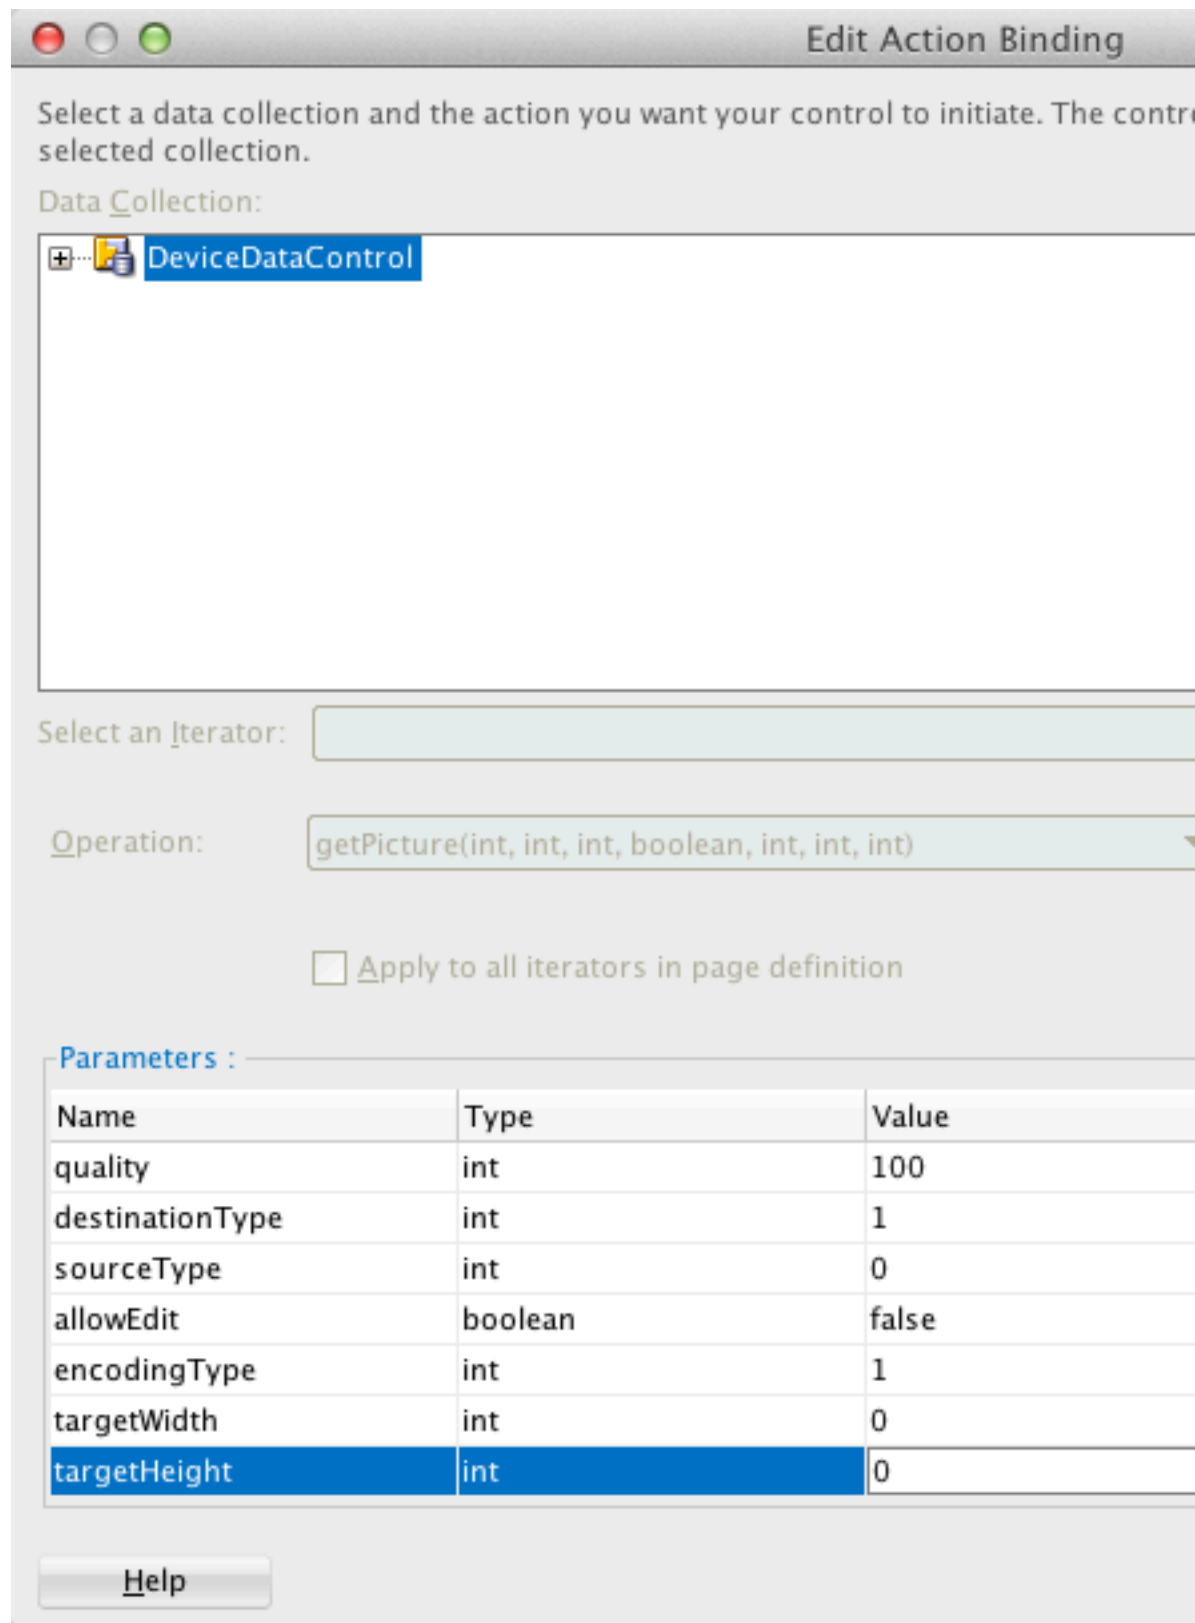 Edit Action Binding
Select a data collection and the action you want your control to initiate. The contr
selected collection.
Data Collection:
DeviceDataControl
Select an Iterator:
Operation: getPicture(int, int, int, boolean, int, int, int)
Apply to all iterators in page definition
Parameters :
Name Type Value
quality int 100
destinationType int 1
sourceType int 0
allowEdit boolean false
encodingType int 1
targetWidth int 0
targetHeight int 0
Help